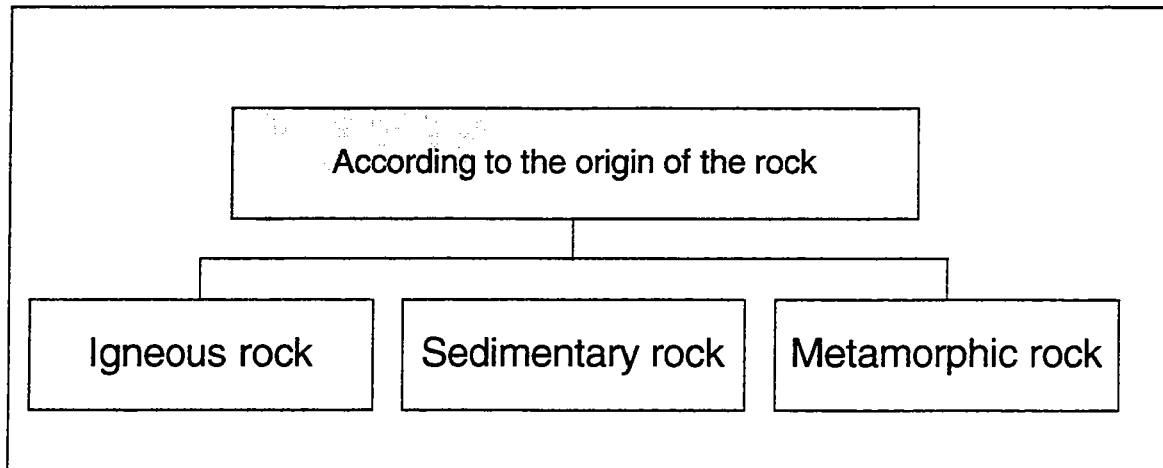 According to the origin of the rock
Igneous rock
Sedimentary rock
Metamorphic rock